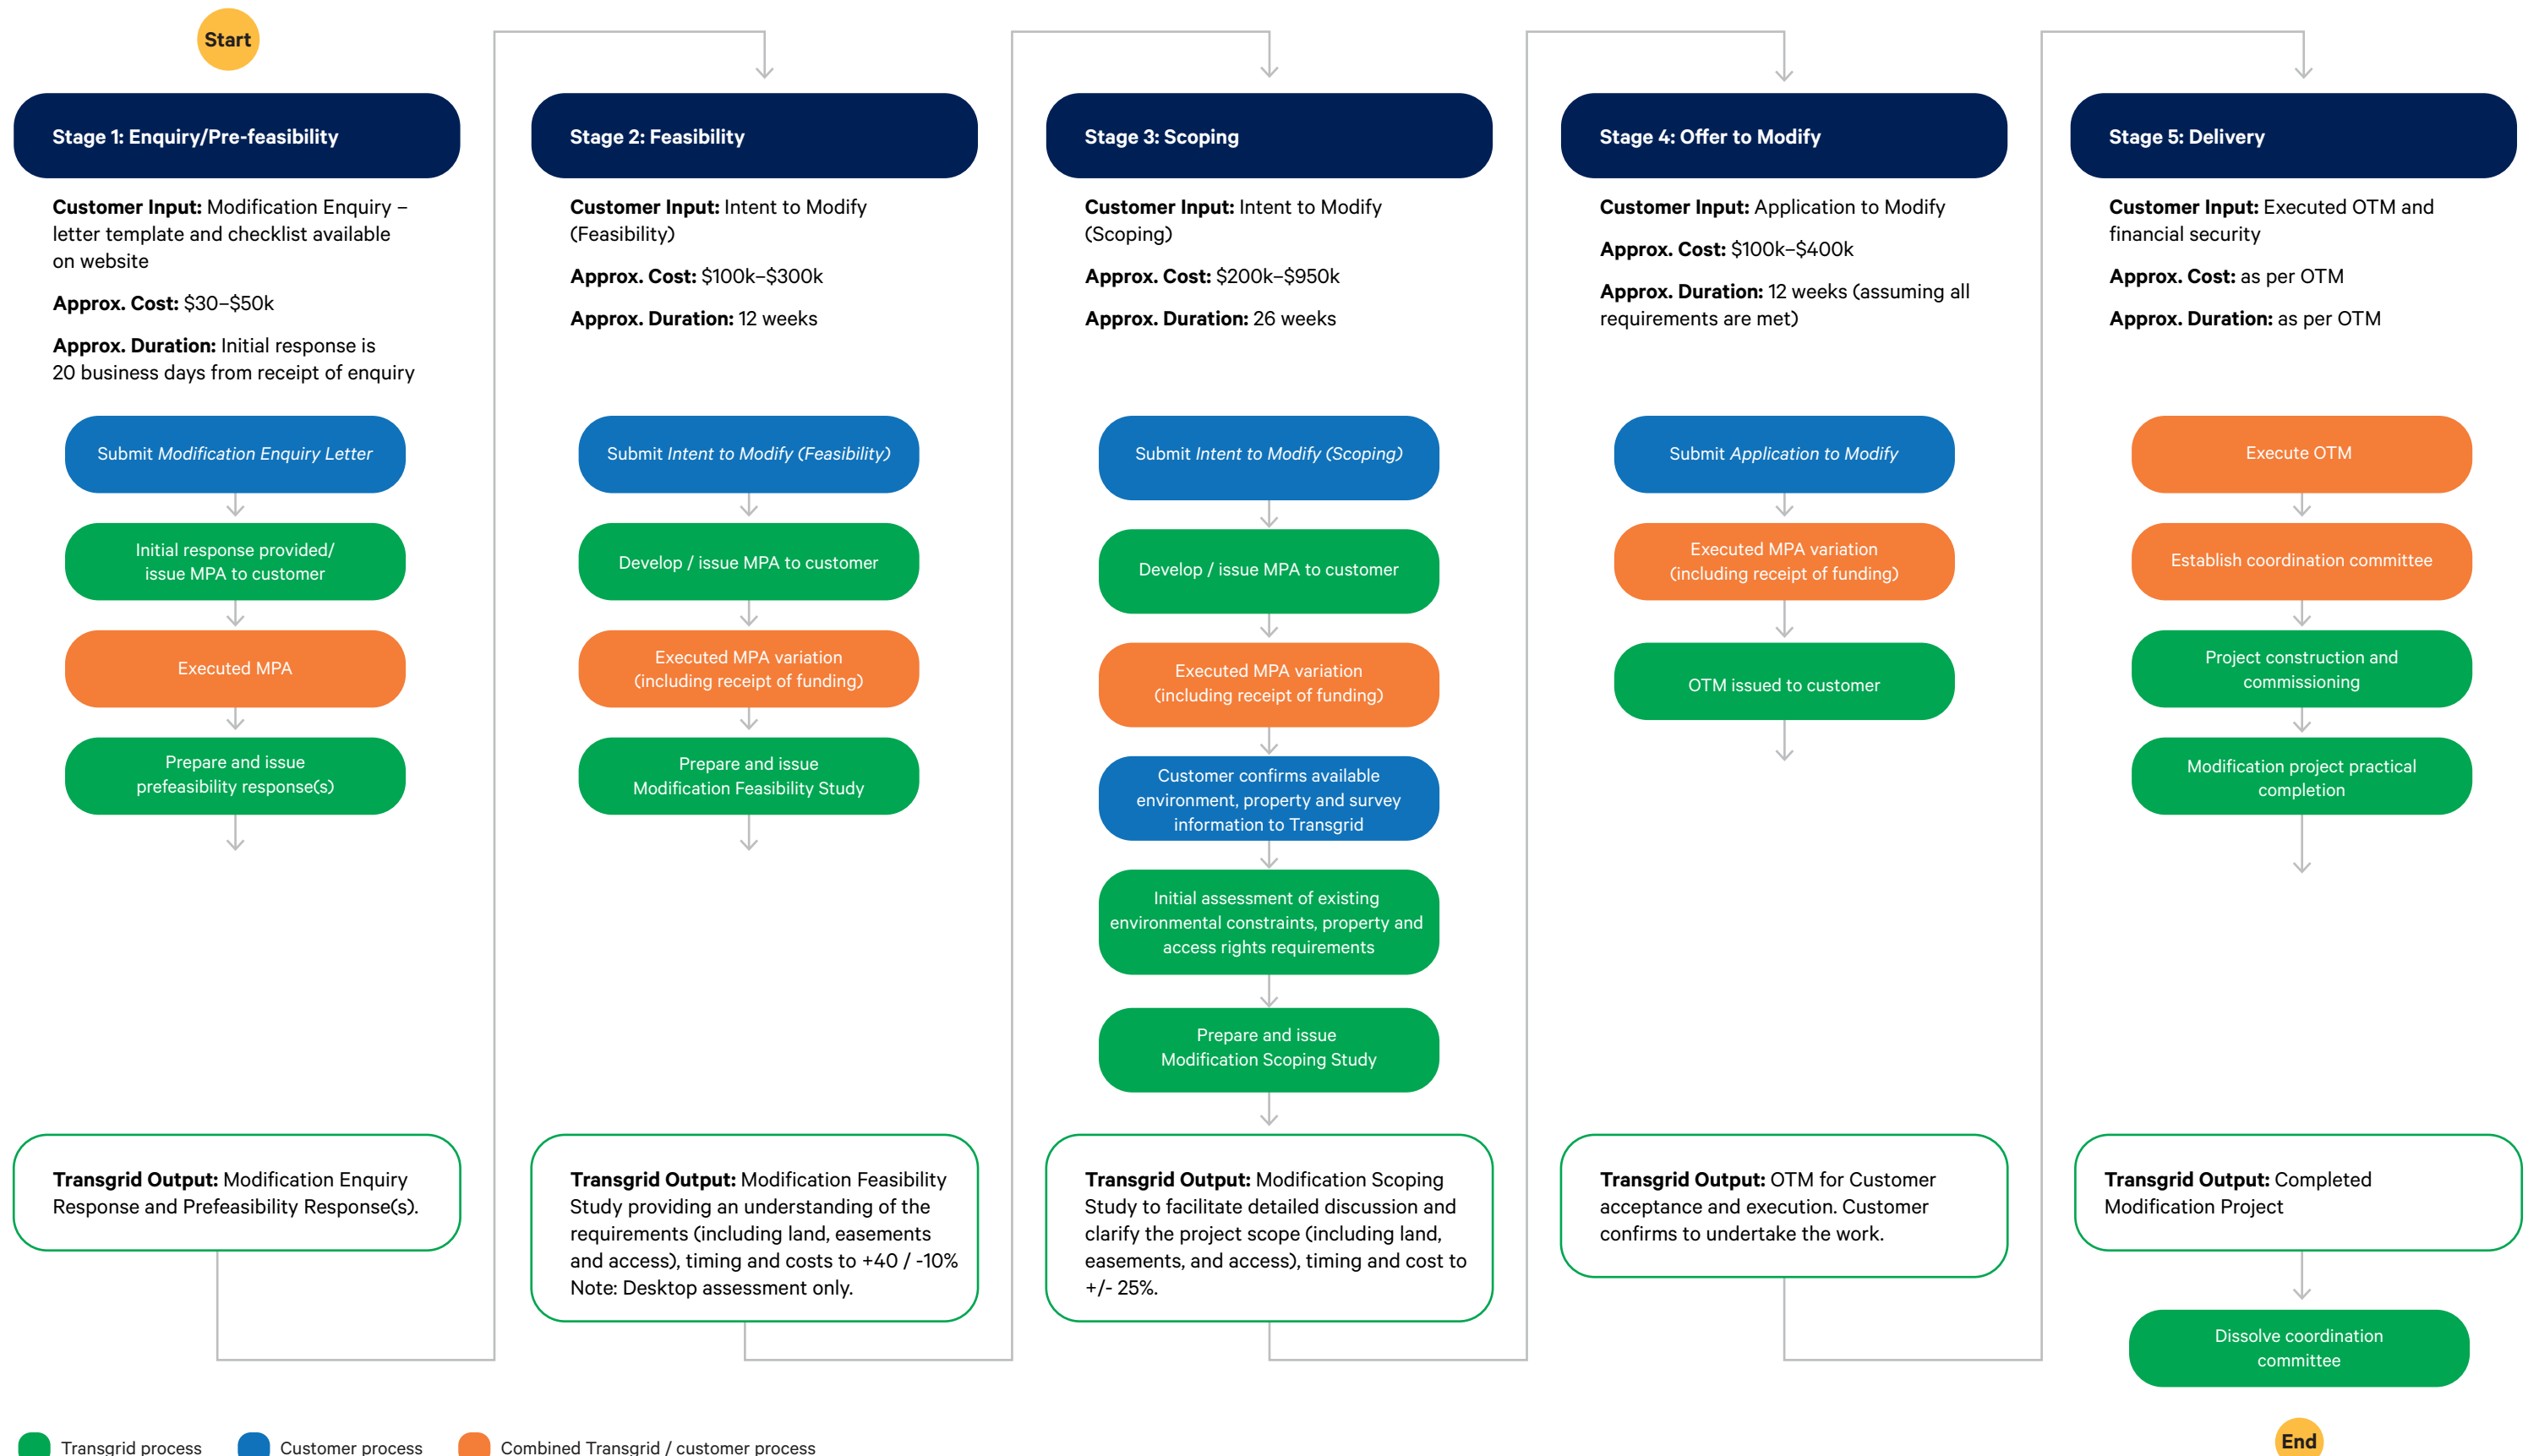 Start
Stage 1: Enquiry/Pre-feasibility
Customer Input: Modification Enquiry –
letter template and checklist available
on website
Approx. Cost: $30–$50k
Approx. Duration: Initial response is
20 business days from receipt of enquiry
Submit Modification Enquiry Letter
Initial response provided/
issue MPA to customer
Executed MPA
Prepare and issue
prefeasibility response(s)
Transgrid Output: Modification Enquiry
Response and Prefeasibility Response(s).
Stage 2: Feasibility
Customer Input: Intent to Modify
(Feasibility)
Approx. Cost: $100k–$300k
Approx. Duration: 12 weeks
Submit Intent to Modify (Feasibility)
Develop / issue MPA to customer
Executed MPA variation
(including receipt of funding)
Prepare and issue
Modification Feasibility Study
Transgrid Output: Modification Feasibility
Study providing an understanding of the
requirements (including land, easements
and access), timing and costs to +40 / -10%
Note: Desktop assessment only.
Stage 3: Scoping
Customer Input: Intent to Modify
(Scoping)
Approx. Cost: $200k–$950k
Approx. Duration: 26 weeks
Submit Intent to Modify (Scoping)
Develop / issue MPA to customer
Executed MPA variation
(including receipt of funding)
Customer confirms available
environment, property and survey
information to Transgrid
Initial assessment of existing
environmental constraints, property and
access rights requirements
Prepare and issue
Modification Scoping Study
Transgrid Output: Modification Scoping
Study to facilitate detailed discussion and
clarify the project scope (including land,
easements, and access), timing and cost to
+/- 25%.
Stage 4: Offer to Modify
Customer Input: Application to Modify
Approx. Cost: $100k–$400k
Approx. Duration: 12 weeks (assuming all
requirements are met)
Submit Application to Modify
Executed MPA variation
(including receipt of funding)
OTM issued to customer
Transgrid Output: OTM for Customer
acceptance and execution. Customer
confirms to undertake the work.
Stage 5: Delivery
Customer Input: Executed OTM and
financial security
Approx. Cost: as per OTM
Approx. Duration: as per OTM
Execute OTM
Establish coordination committee
Project construction and
commissioning
Modification project practical
completion
Transgrid Output: Completed
Modification Project
Dissolve coordination
committee
End
Transgrid process
Customer process
Combined Transgrid / customer process